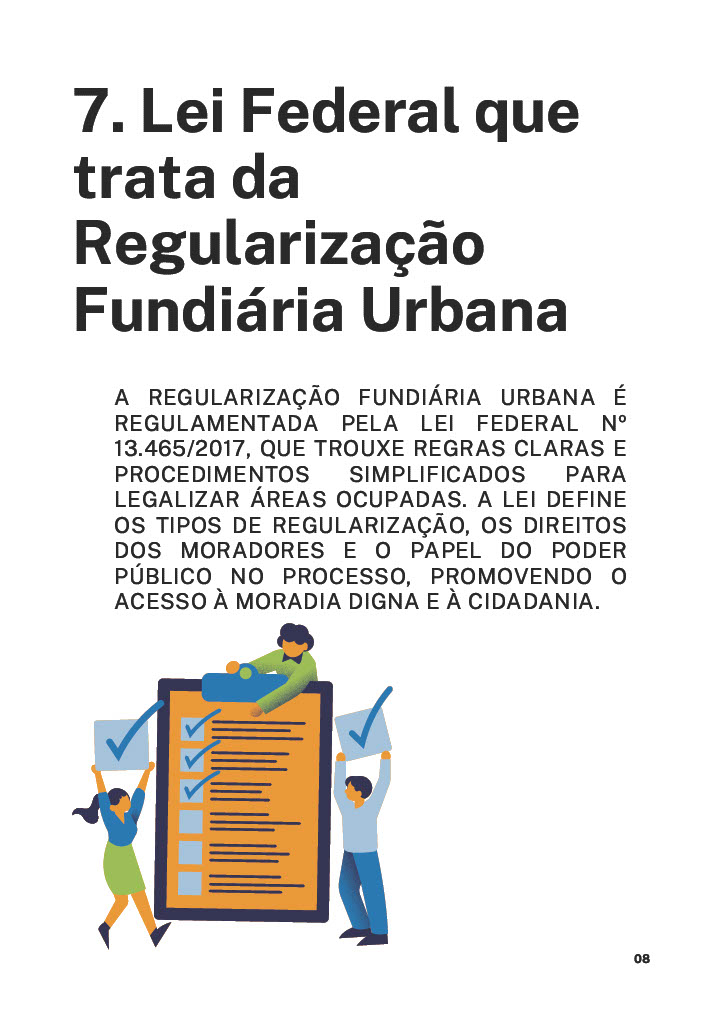 7. Lei Federal que
trata da
Regularização
Fundiária Urbana
A REGULARIZAÇÃO FUNDIÁRIA URBANA É
REGULAMENTADA PELA LEI FEDERAL Nº
13.465/2017, QUE TROUXE REGRAS CLARAS E
PROCEDIMENTOS SIMPLIFICADOS PARA
LEGALIZAR ÁREAS OCUPADAS. A LEI DEFINE
OS TIPOS DE REGULARIZAÇÃO, OS DIREITOS
DOS MORADORES E O PAPEL DO PODER
PÚBLICO NO PROCESSO, PROMOVENDO O
ACESSO À MORADIA DIGNA E À CIDADANIA.
08